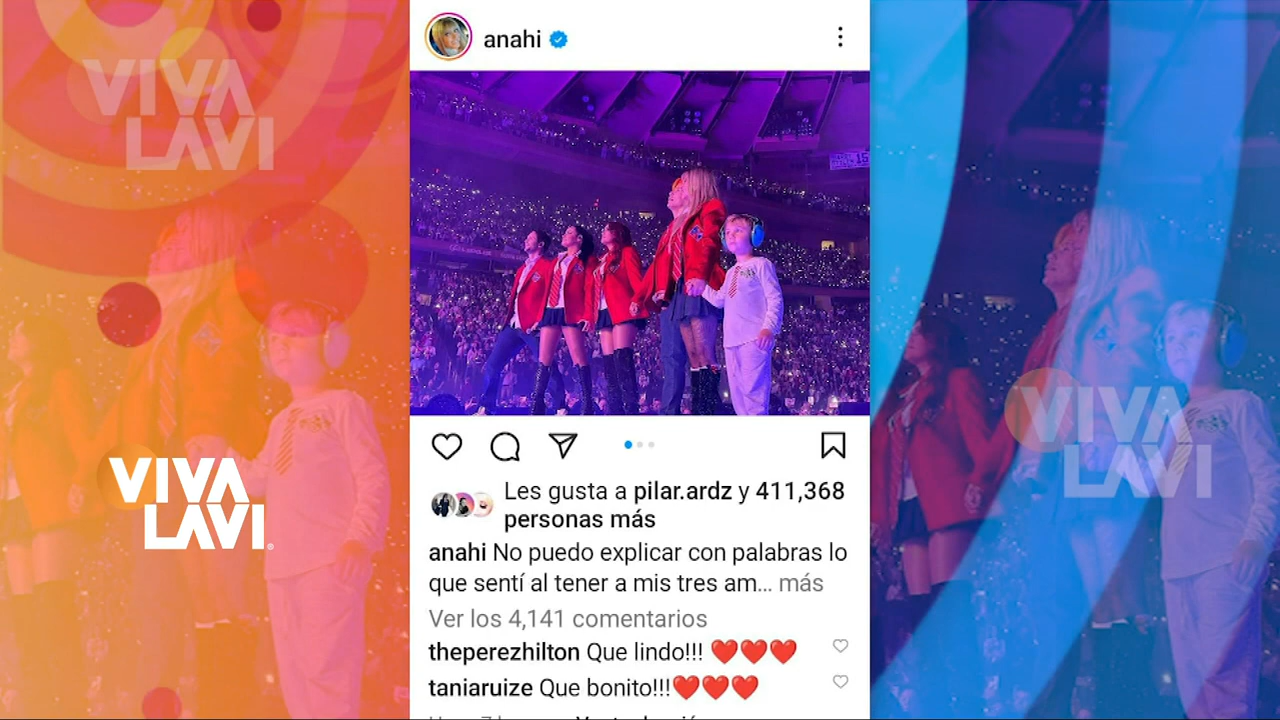 VIVA
LAVI
anahi
Les gusta a pilar.ardz y 411,368
personas más
anahi No puedo explicar con palabras lo
que sentí al tener a mis tres am... más
Ver los 4,141 comentarios
theperezhilton Que lindo!!! ❤️❤️❤️
taniaruize Que bonito!!!❤️❤️❤️
VIVA
LAVI®
VIVA
LAVI